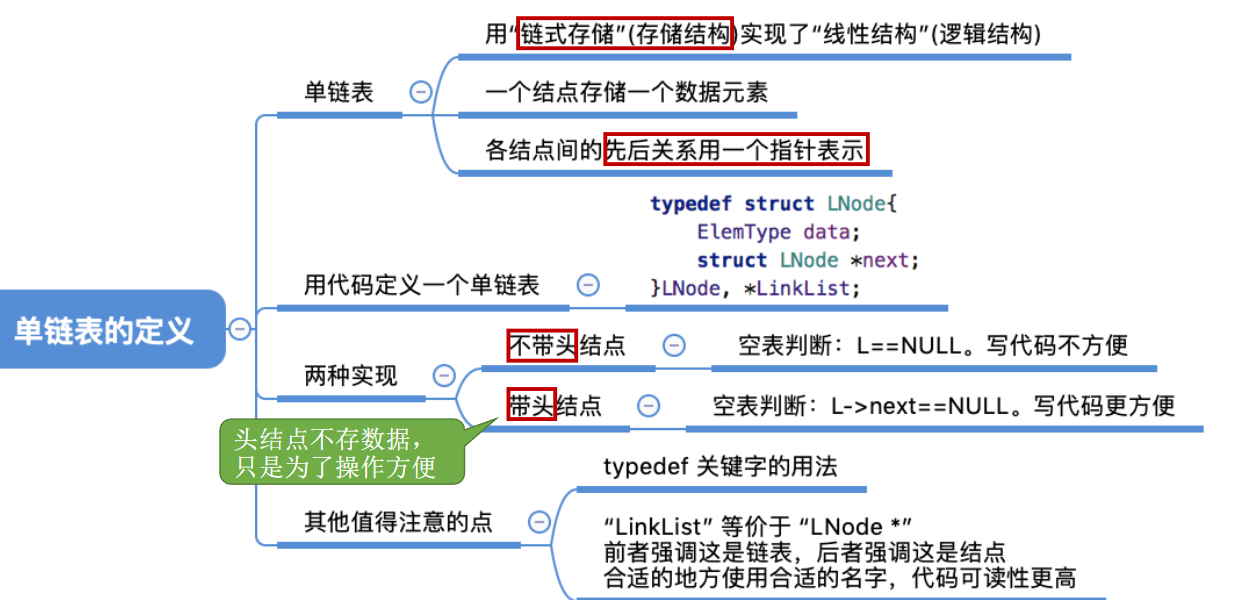 单链表的定义
单链表
用“链式存储”(存储结构)实现了“线性结构”(逻辑结构)
一个结点存储一个数据元素
各结点间的先后关系用一个指针表示
用代码定义一个单链表
typedef struct LNode{
ElemType data;
struct LNode *next;
}LNode, *LinkList;
两种实现
不带头结点
空表判断：L==NULL。写代码不方便
带头结点
空表判断：L->next==NULL。写代码更方便
头结点不存数据，
只是为了操作方便
其他值得注意的点
typedef 关键字的用法
“LinkList” 等价于 “LNode *”
前者强调这是链表，后者强调这是结点
合适的地方使用合适的名字，代码可读性更高